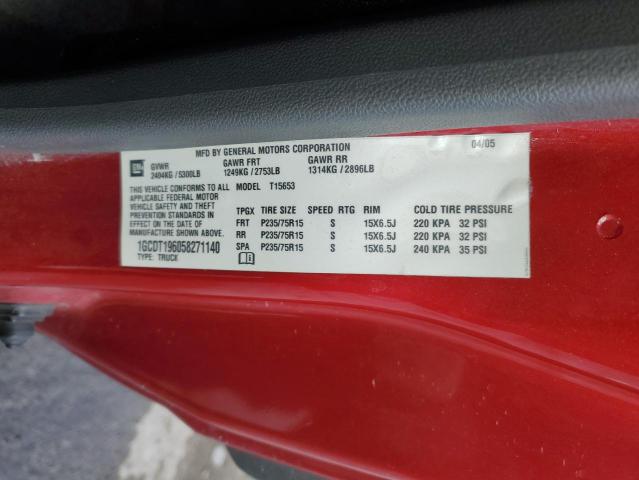 MFD BY GENERAL MOTORS CORPORATION 04/05
GM GVWR GAWR FRT GAWR RR
2404KG / 5300LB 1249KG / 2753LB 1314KG / 2896LB
THIS VEHICLE CONFORMS TO ALL MODEL T15653
APPLICABLE FEDERAL MOTOR
VEHICLE SAFETY AND THEFT TPGX TIRE SIZE SPEED RTG RIM COLD TIRE PRESSURE
PREVENTION STANDARDS IN FRT P235/75R15 S 15X6.5J 220 KPA 32 PSI
EFFECT ON THE DATE OF RR P235/75R15 S 15X6.5J 220 KPA 32 PSI
MANUFACTURE SHOWN ABOVE. SPA P235/75R15 S 15X6.5J 240 KPA 35 PSI
1GCDT196058271140
TYPE: TRUCK